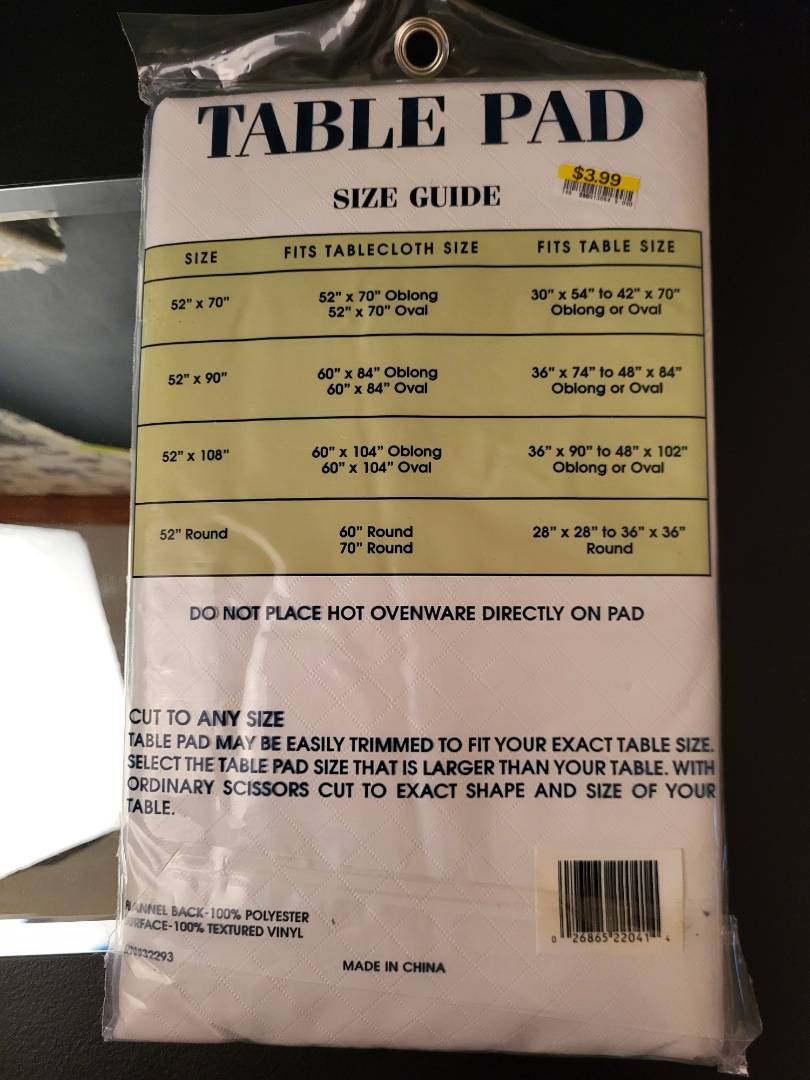 TABLE PAD
SIZE GUIDE
$3.99
SIZE FITS TABLECLOTH SIZE FITS TABLE SIZE
52" x 70" 52" x 70" Oblong 30" x 54" to 42" x 70"
52" x 70" Oval Oblong or Oval
52" x 90" 60" x 84" Oblong 36" x 74" to 48" x 84"
60" x 84" Oval Oblong or Oval
52" x 108" 60" x 104" Oblong 36" x 90" to 48" x 102"
60" x 104" Oval Oblong or Oval
52" Round 60" Round 28" x 28" to 36" x 36"
70" Round Round
DO NOT PLACE HOT OVENWARE DIRECTLY ON PAD
CUT TO ANY SIZE
TABLE PAD MAY BE EASILY TRIMMED TO FIT YOUR EXACT TABLE SIZE.
SELECT THE TABLE PAD SIZE THAT IS LARGER THAN YOUR TABLE. WITH
ORDINARY SCISSORS CUT TO EXACT SHAPE AND SIZE OF YOUR
TABLE.
FLANNEL BACK-100% POLYESTER
SURFACE-100% TEXTURED VINYL
MADE IN CHINA
0 26865 22041 4